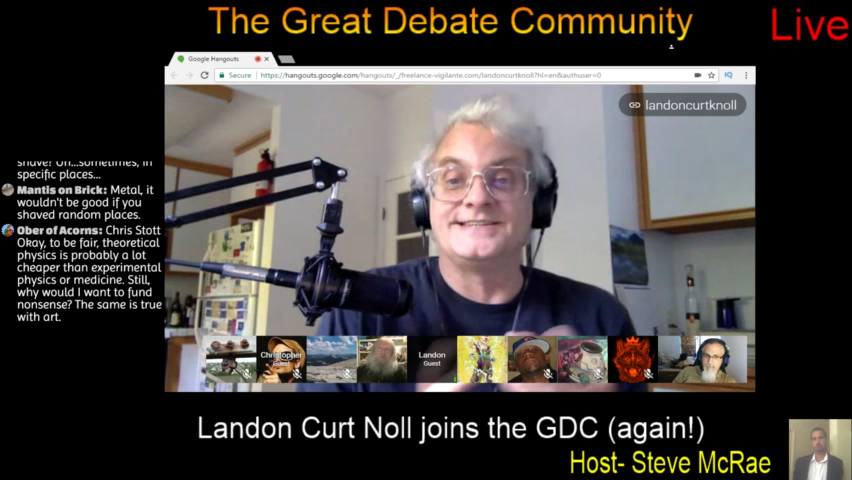 The Great Debate Community
Live
Google Hangouts
Secure
https://hangouts.google.com/hangouts/_/freelance-vigilante.com/landoncurtknoll?hl=en&authuser=0
landoncurtknoll
shave? Uh...sometimes, in
specific places...
Mantis on Brick: Metal, it
wouldn't be good if you
shaved random places.
Ober of Acorns: Chris Stott
Okay, to be fair, theoretical
physics is probably a lot
cheaper than experimental
physics or medicine. Still,
why would I want to fund
nonsense? The same is true
with art.
Christopher
Guest
Landon
Guest
Landon Curt Noll joins the GDC (again!)
Host- Steve McRae